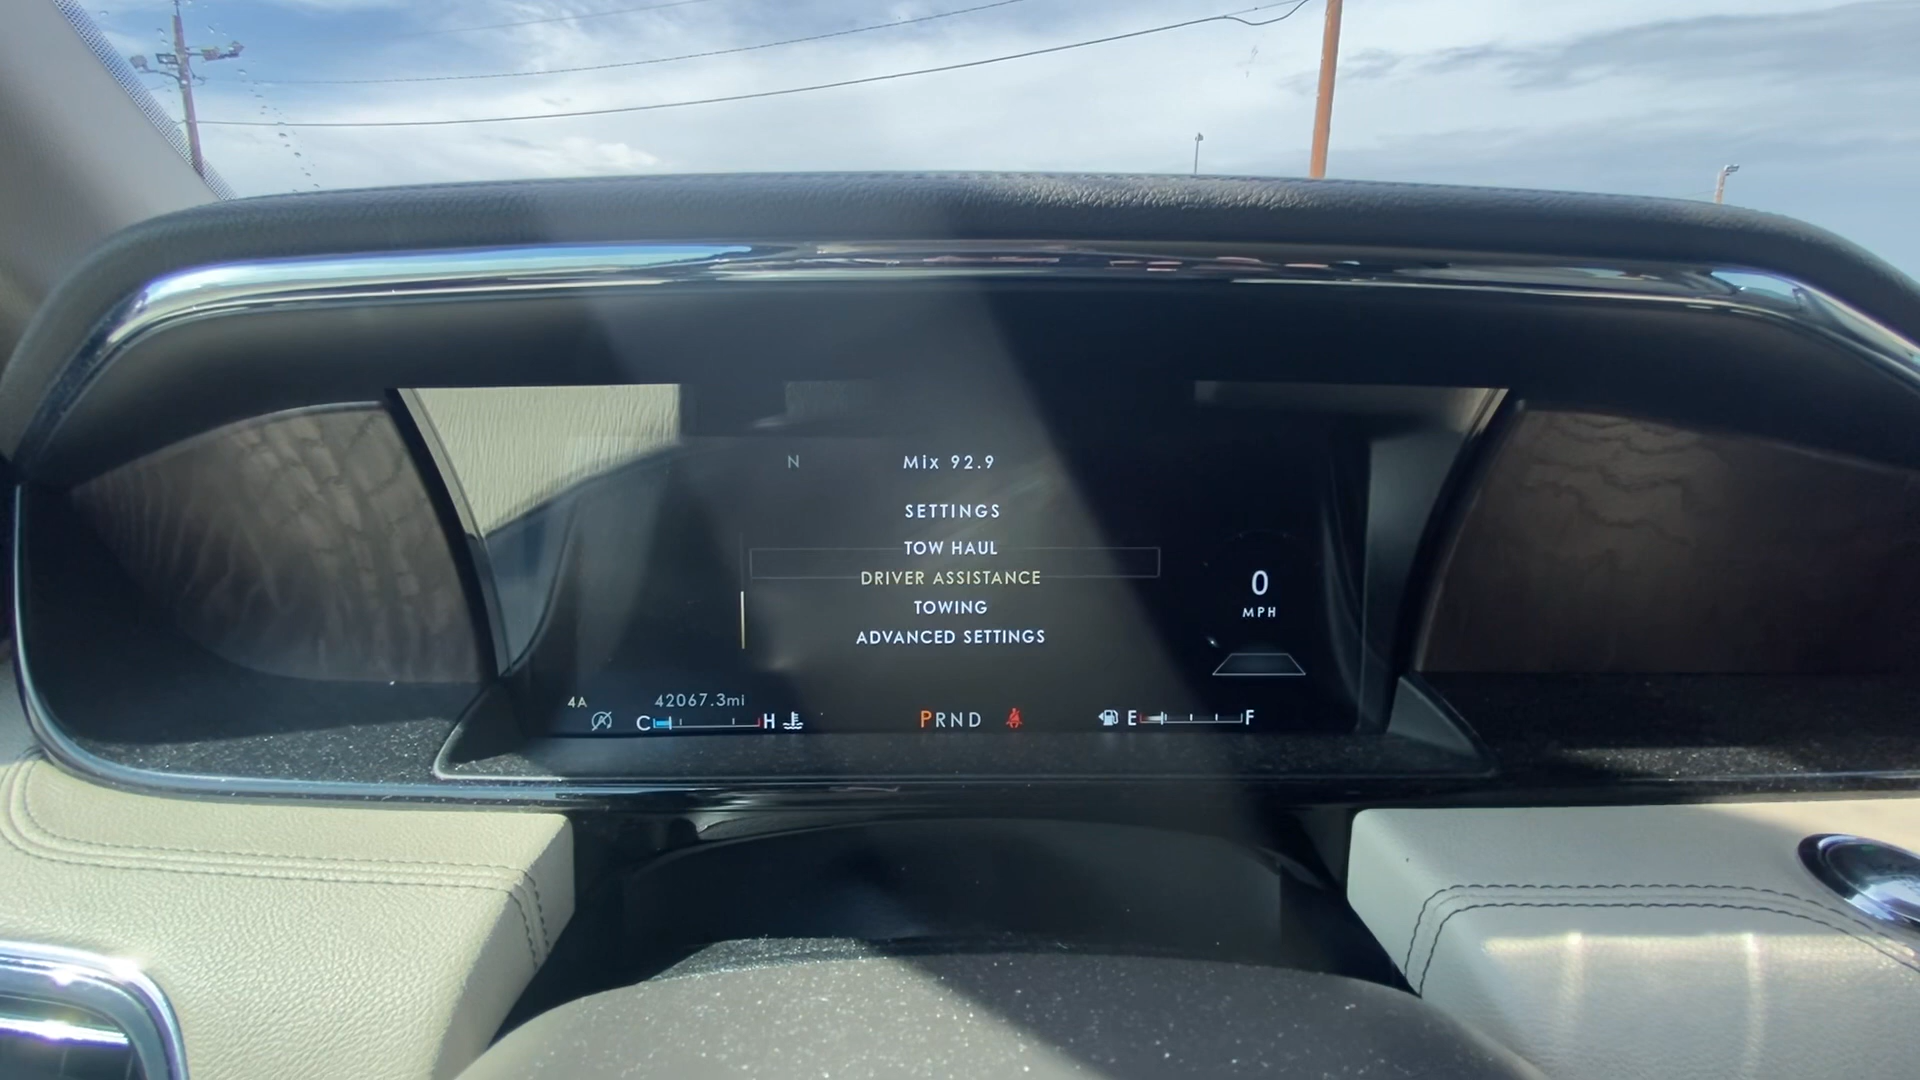 N Mix 92.9
SETTINGS
TOW HAUL
DRIVER ASSISTANCE
TOWING
ADVANCED SETTINGS
0
MPH
4A 42067.3mi
C H PRND E F